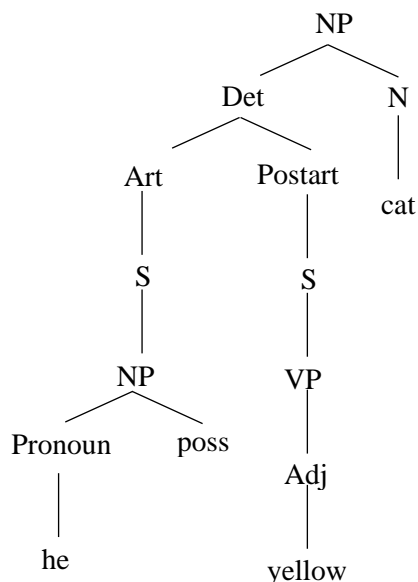 NP
Det N
Art Postart
cat
S S
NP VP
Pronoun poss
Adj
he
yellow